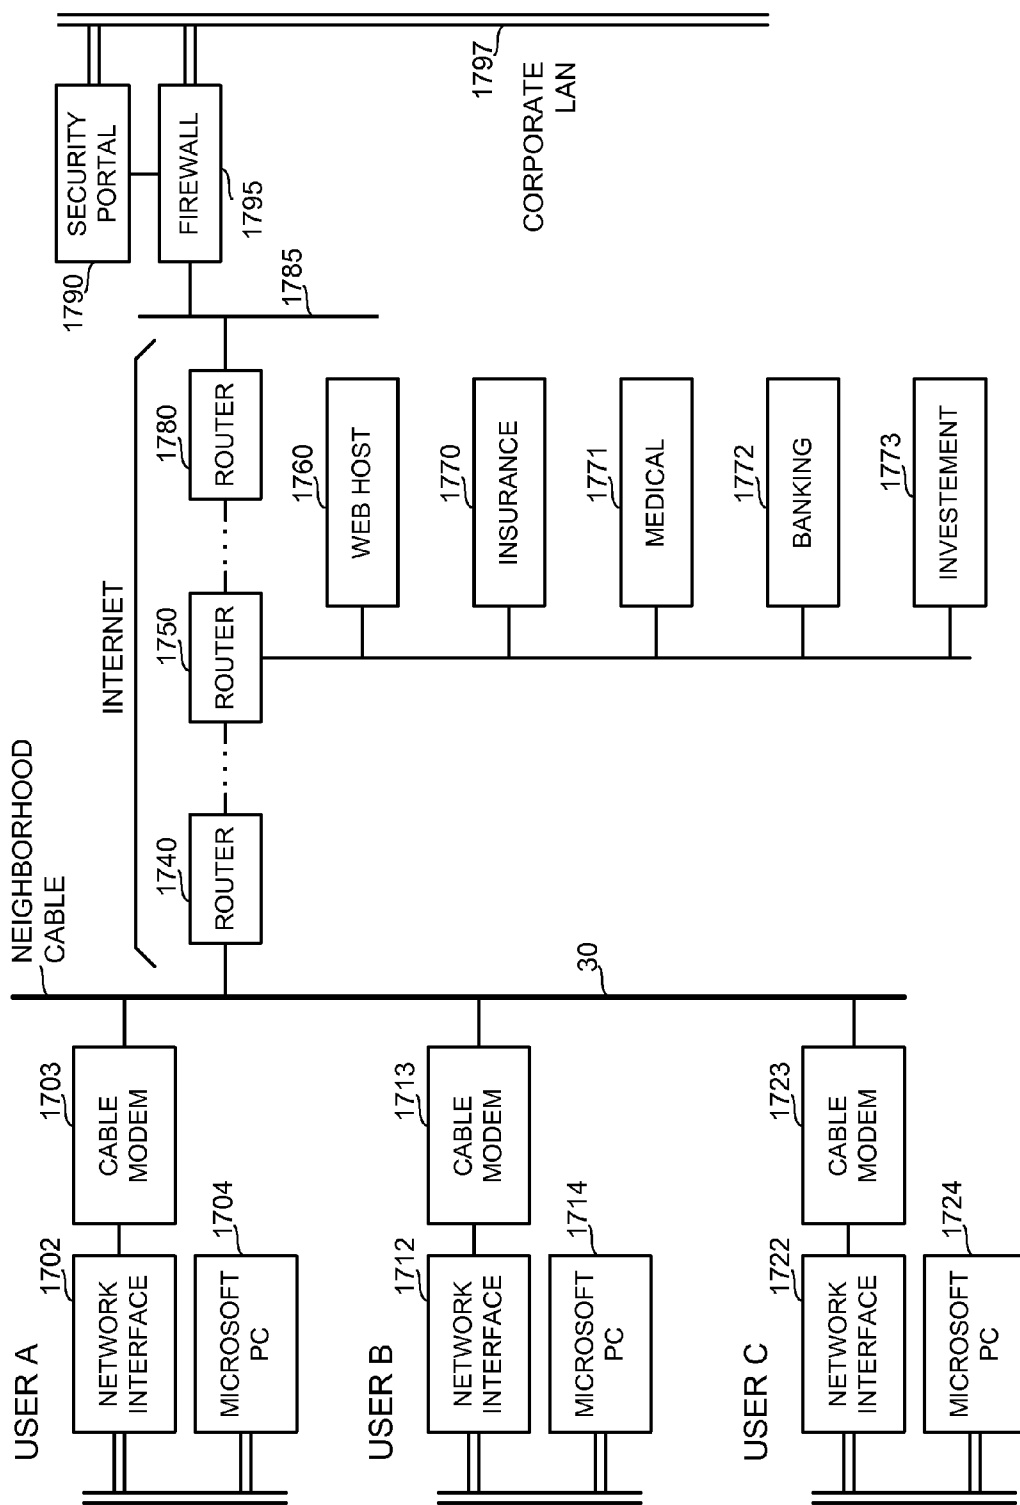 USER A
1702
NETWORK
INTERFACE
1703
CABLE
MODEM
1704
MICROSOFT
PC
NEIGHBORHOOD
CABLE
INTERNET
1740
ROUTER
1750
ROUTER
1780
ROUTER
1790
SECURITY
PORTAL
FIREWALL
1795
1785
1760
WEB HOST
1770
INSURANCE
1771
MEDICAL
1772
BANKING
1773
INVESTEMENT
1797
CORPORATE
LAN
USER B
1712
NETWORK
INTERFACE
1713
CABLE
MODEM
1714
MICROSOFT
PC
30
USER C
1722
NETWORK
INTERFACE
1723
CABLE
MODEM
1724
MICROSOFT
PC